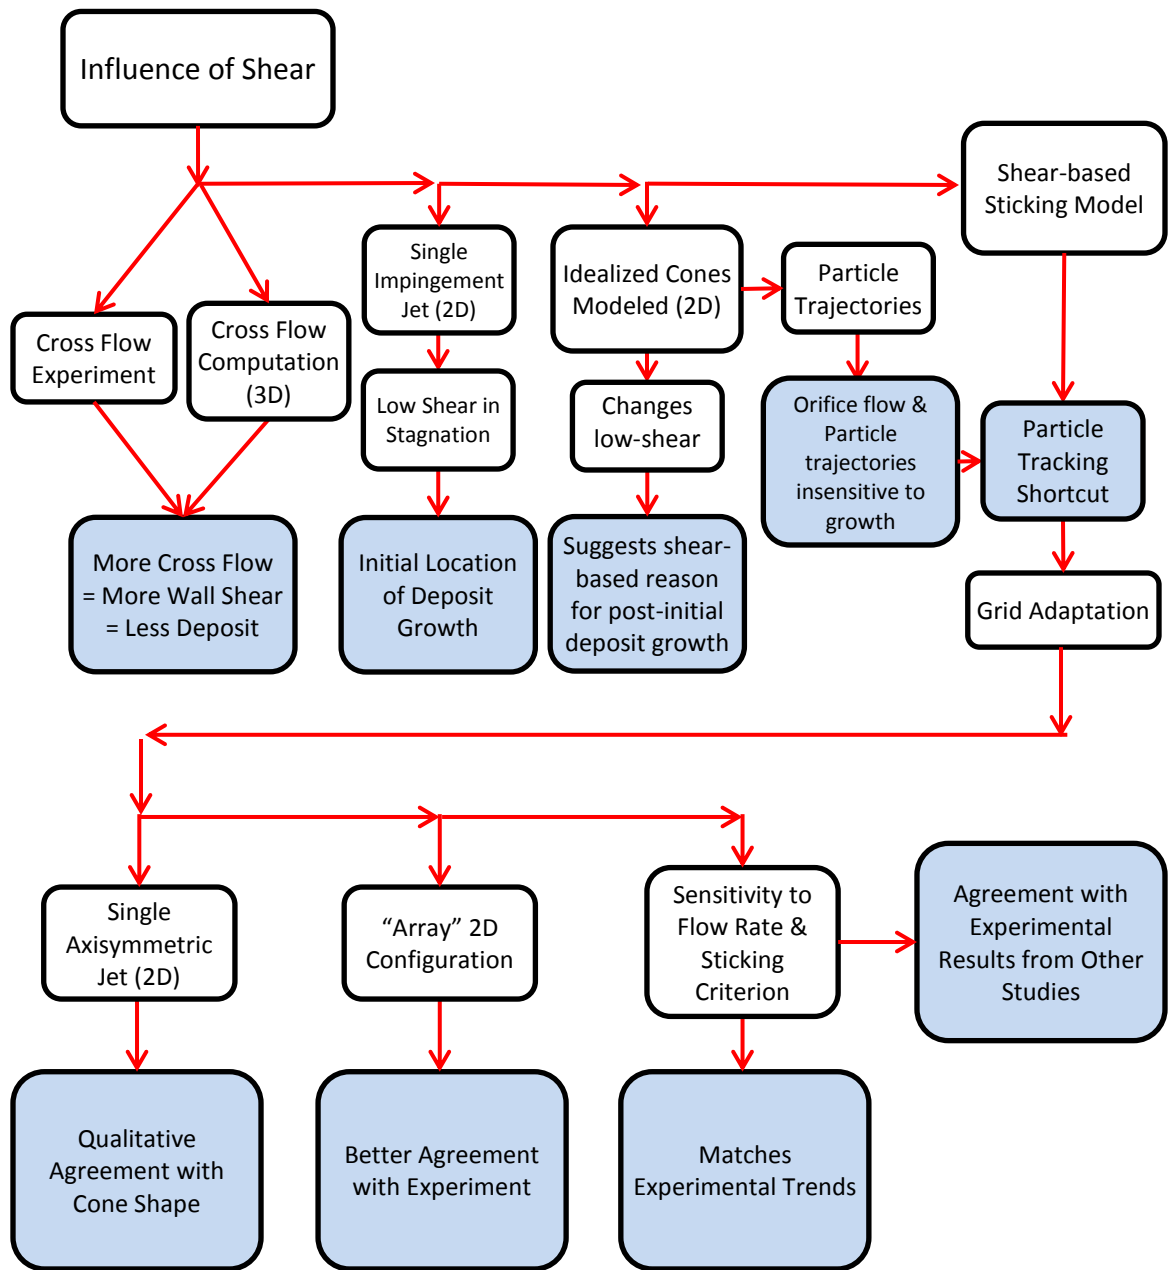 Influence of Shear
Shear-based
Sticking Model
Single
Impingement
Jet (2D)
Idealized Cones
Modeled (2D)
Particle
Trajectories
Cross Flow
Experiment
Cross Flow
Computation
(3D)
Low Shear in
Stagnation
Changes
low-shear
Orifice flow &
Particle
trajectories
insensitive to
growth
Particle
Tracking
Shortcut
More Cross Flow
= More Wall Shear
= Less Deposit
Initial Location
of Deposit
Growth
Suggests shear-
based reason
for post-initial
deposit growth
Grid Adaptation
Single
Axisymmetric
Jet (2D)
“Array” 2D
Configuration
Sensitivity to
Flow Rate &
Sticking
Criterion
Agreement with
Experimental
Results from Other
Studies
Qualitative
Agreement with
Cone Shape
Better Agreement
with Experiment
Matches
Experimental Trends